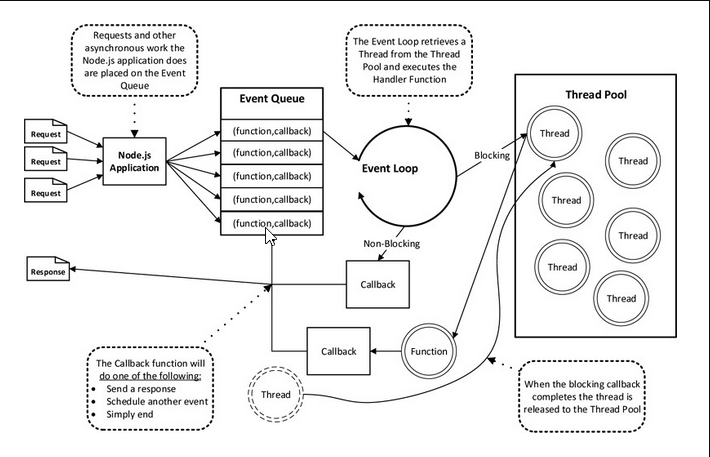 Requests and other
asynchronous work the
Node.js application does
are placed on the Event
Queue
The Event Loop retrieves a
Thread from the Thread
Pool and executes the
Handler Function
Event Queue
Thread Pool
Request
Request
Request
Node.js
Application
(function,callback)
(function,callback)
(function,callback)
(function,callback)
(function,callback)
Event Loop
Blocking
Non-Blocking
Thread
Thread
Thread
Thread
Thread
Thread
Response
Callback
Callback
Function
The Callback function will
do one of the following:
• Send a response
• Schedule another event
• Simply end
Thread
When the blocking callback
completes the thread is
released to the Thread Pool